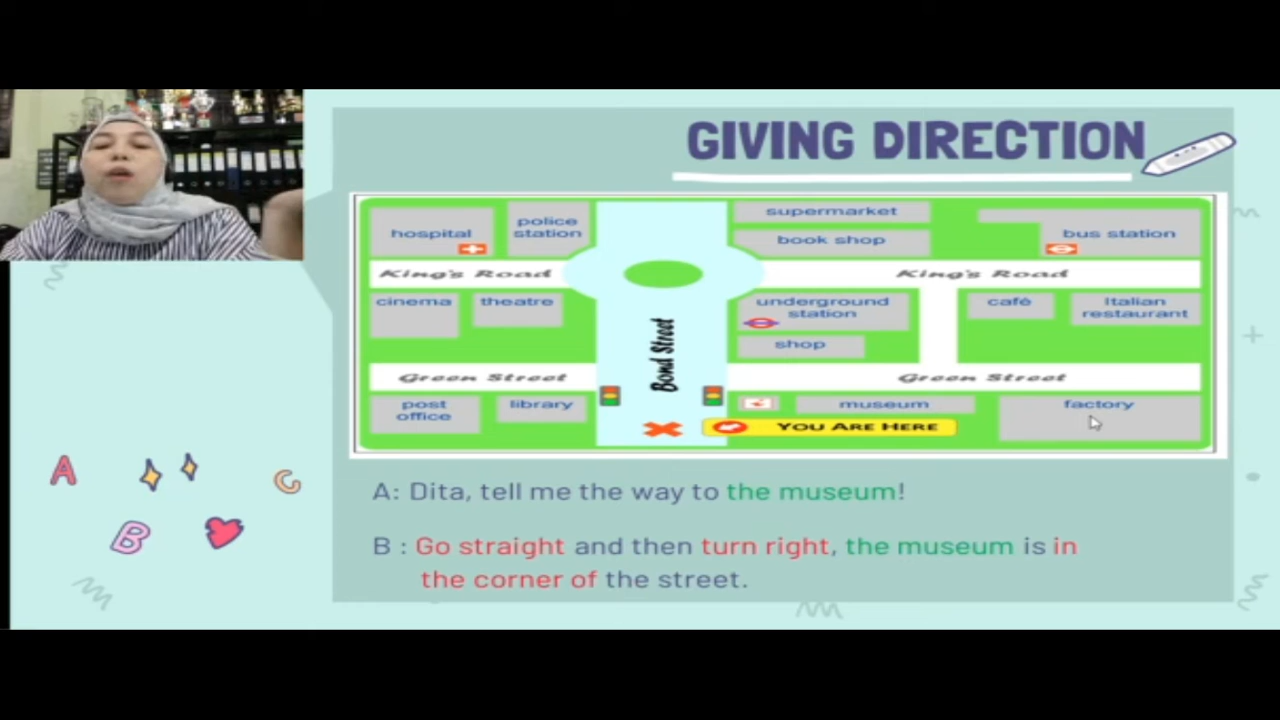 GIVING DIRECTION
hospital
police
station
supermarket
book shop
bus station
King's Road
King's Road
cinema
theatre
underground
station
café
Italian
restaurant
shop
Bond Street
Green Street
Green Street
post
office
library
museum
factory
YOU ARE HERE
A: Dita, tell me the way to the museum!
B : Go straight and then turn right, the museum is in
the corner of the street.
A
B
C